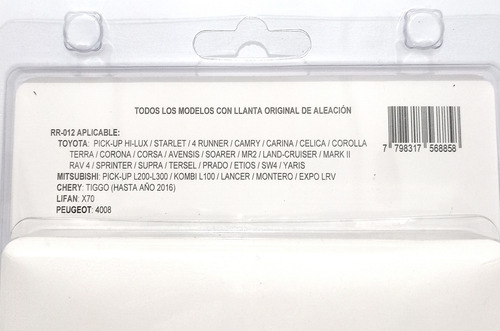 TODOS LOS MODELOS CON LLANTA ORIGINAL DE ALEACIÓN
RR-012 APLICABLE:
TOYOTA: PICK-UP HI-LUX / STARLET / 4 RUNNER / CAMRY / CARINA / CELICA / COROLLA
TERRA / CORONA / CORSA / AVENSIS / SOARER / MR2 / LAND-CRUISER / MARK II
RAV 4 / SPRINTER / SUPRA / TERSEL / PRADO / ETIOS / SW4 / YARIS
MITSUBISHI: PICK-UP L200-L300 / KOMBI L100 / LANCER / MONTERO / EXPO LRV
CHERY: TIGGO (HASTA AÑO 2016)
LIFAN: X70
PEUGEOT: 4008
7 798317 568858